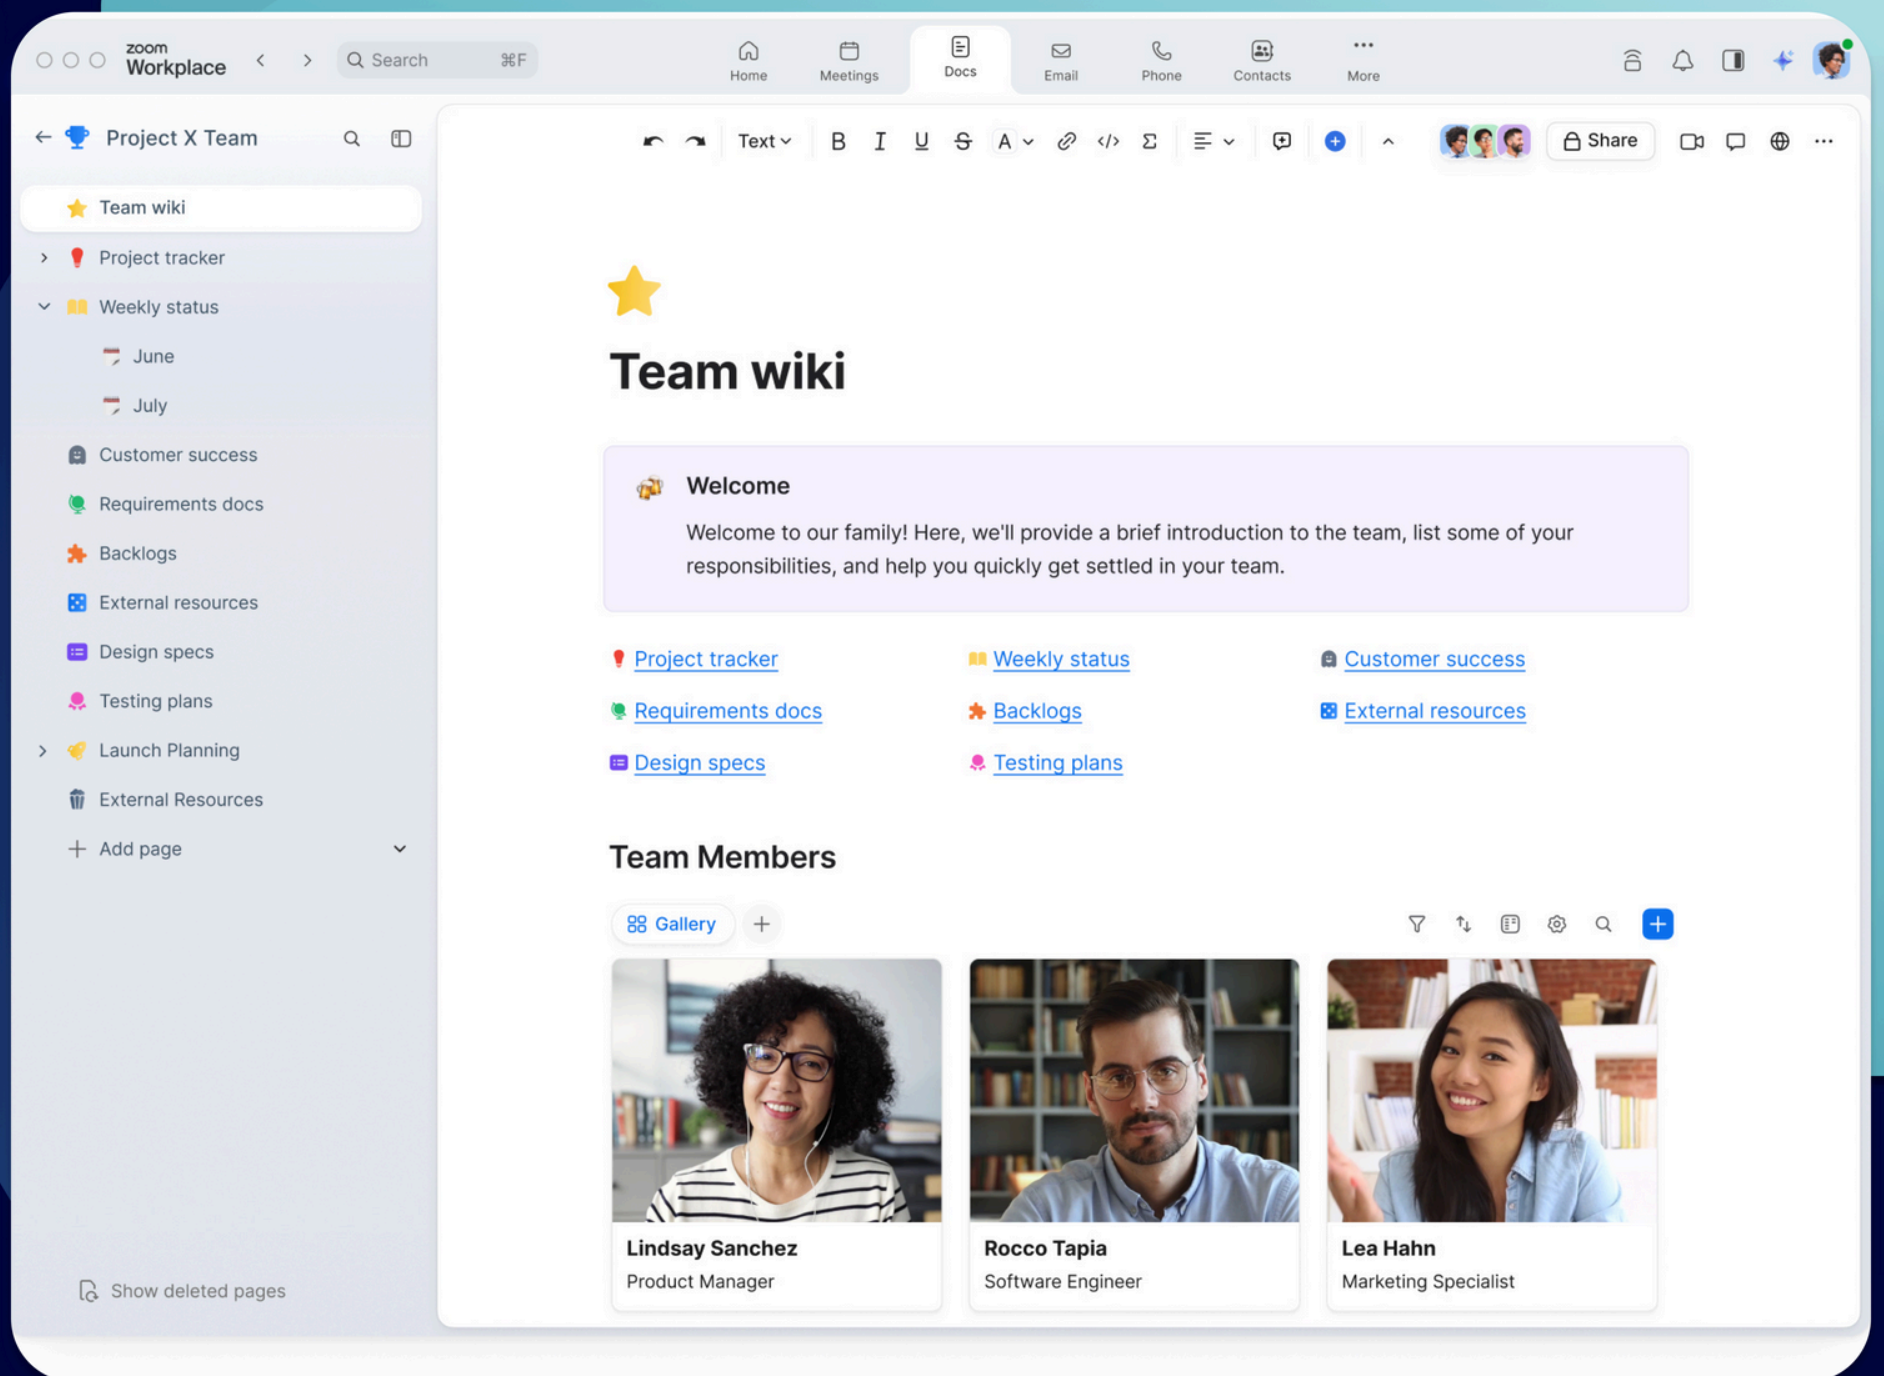 zoom
Workplace
Search ⌘F
Home
Meetings
Docs
Email
Phone
Contacts
More
Project X Team
Team wiki
Project tracker
Weekly status
June
July
Customer success
Requirements docs
Backlogs
External resources
Design specs
Testing plans
Launch Planning
External Resources
Add page
Show deleted pages
Text
B I U S A </> Σ
Share
Team wiki
Welcome
Welcome to our family! Here, we'll provide a brief introduction to the team, list some of your
responsibilities, and help you quickly get settled in your team.
Project tracker Weekly status Customer success
Requirements docs Backlogs External resources
Design specs Testing plans
Team Members
Gallery
Lindsay Sanchez
Product Manager
Rocco Tapia
Software Engineer
Lea Hahn
Marketing Specialist